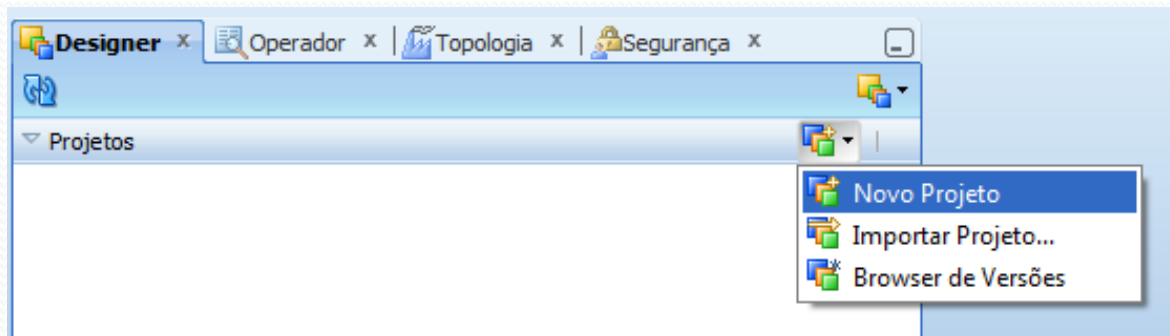 Designer x Operador x Topologia x Segurança x
Projetos
Novo Projeto
Importar Projeto...
Browser de Versões